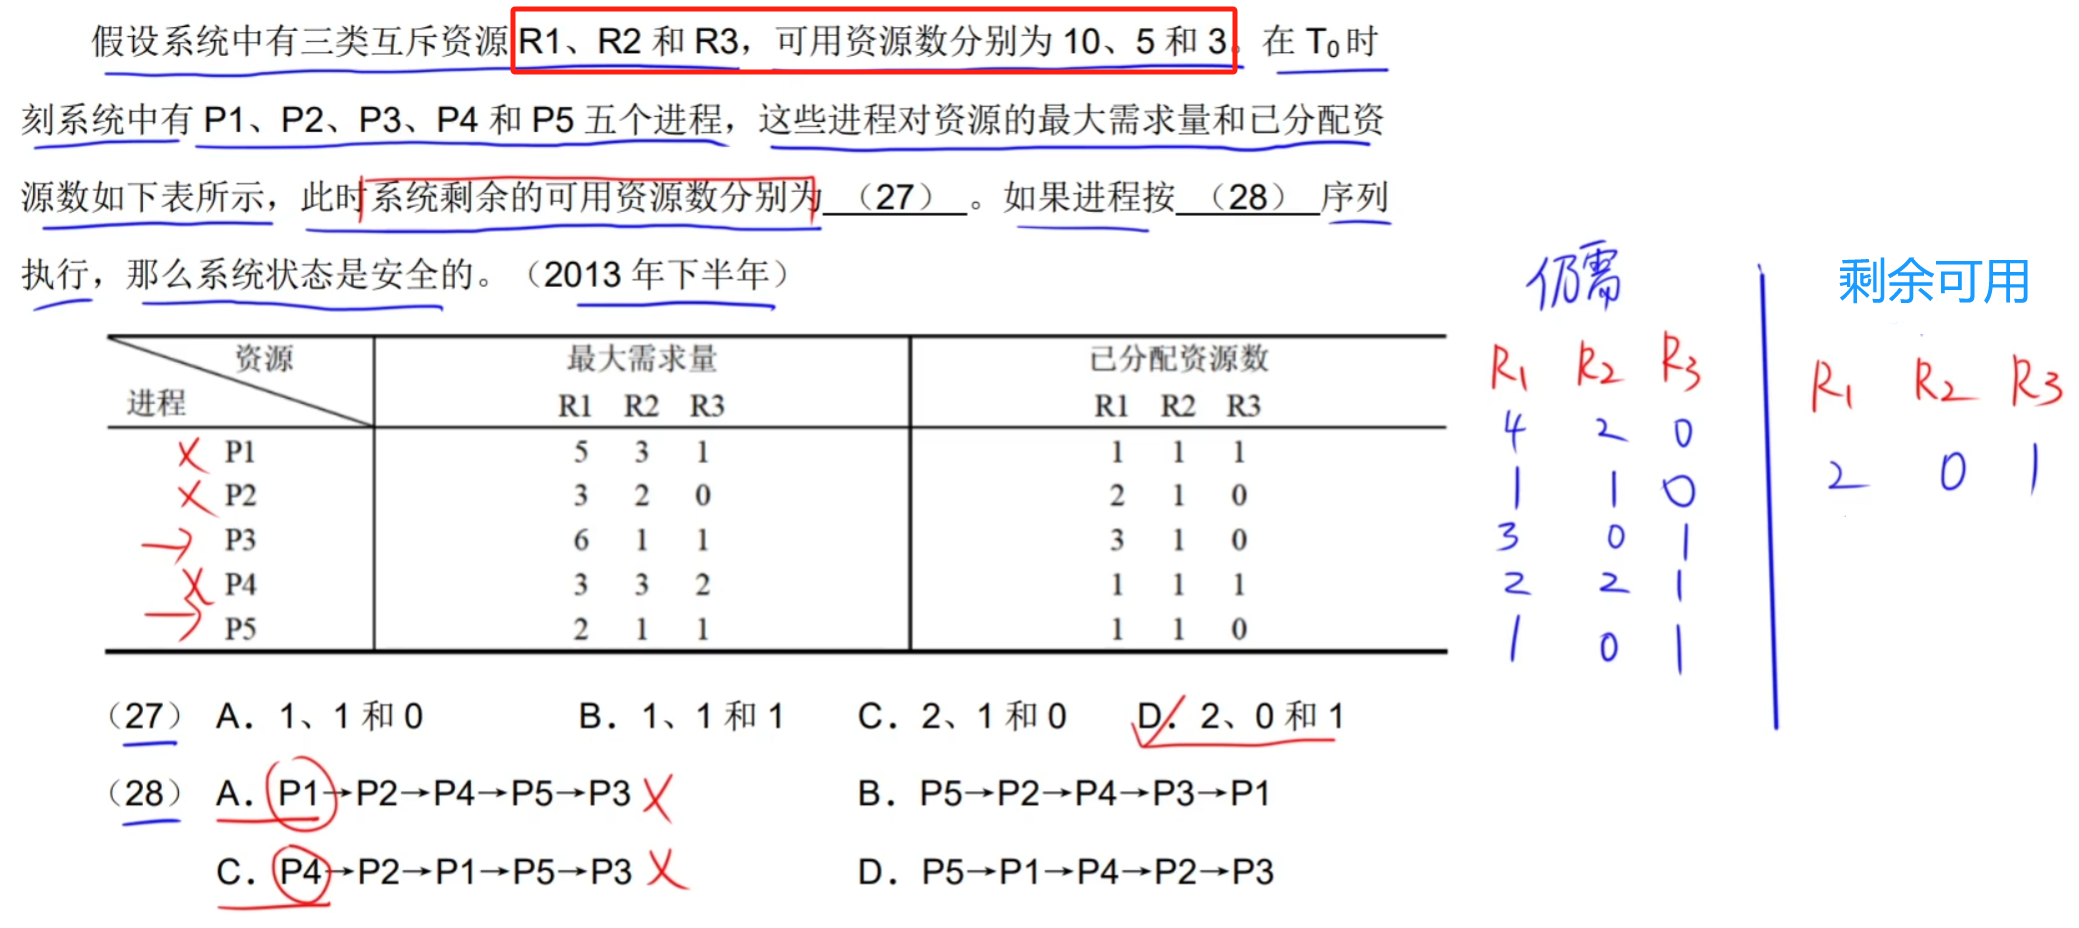 假设系统中有三类互斥资源 R1、R2 和 R3，可用资源数分别为 10、5 和 3。在 T₀时
刻系统中有 P1、P2、P3、P4 和 P5 五个进程，这些进程对资源的最大需求量和已分配资
源数如下表所示，此时系统剩余的可用资源数分别为 （27） 。如果进程按 （28） 序列
执行，那么系统状态是安全的。（2013 年下半年）
仍需 剩余可用
资源 最大需求量 已分配资源数
进程 R1 R2 R3 R1 R2 R3 R1 R2 R3 R1 R2 R3
× P1 5 3 1 1 1 1 4 2 0
× P2 3 2 0 2 1 0 1 1 0 2 0 1
→ P3 6 1 1 3 1 0 3 0 1
× P4 3 3 2 1 1 1 2 2 1
→ P5 2 1 1 1 1 0 1 0 1
（27） A．1、1 和 0 B．1、1 和 1 C．2、1 和 0 D．2、0 和 1
（28） A．P1→P2→P4→P5→P3 × B．P5→P2→P4→P3→P1
C．P4→P2→P1→P5→P3 × D．P5→P1→P4→P2→P3